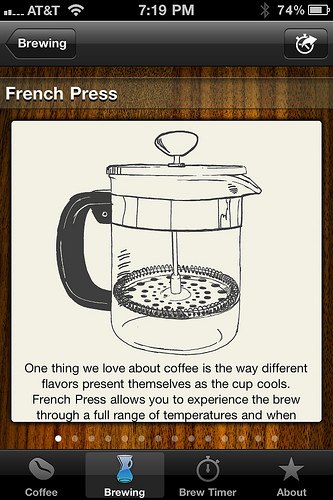 AT&T 7:19 PM 74%
Brewing
French Press
One thing we love about coffee is the way different
flavors present themselves as the cup cools.
French Press allows you to experience the brew
through a full range of temperatures and when
Coffee Brewing Brew Timer About